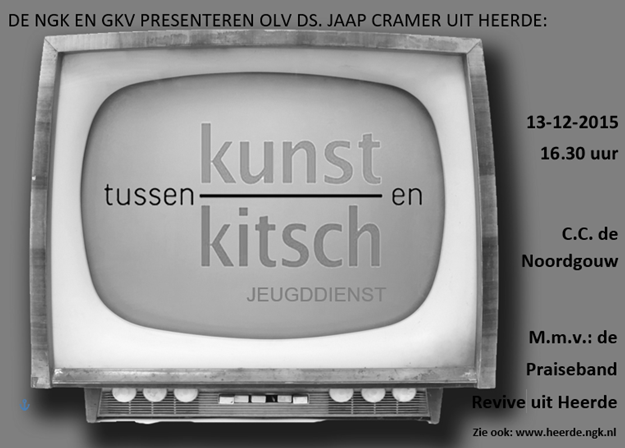 DE NGK EN GKV PRESENTEREN OLV DS. JAAP CRAMER UIT HEERDE:
kunst
tussen en
kitsch
JEUGDDIENST
13-12-2015
16.30 uur
C.C. de
Noordgouw
M.m.v.: de
Praiseband
Revive uit Heerde
Zie ook: www.heerde.ngk.nl